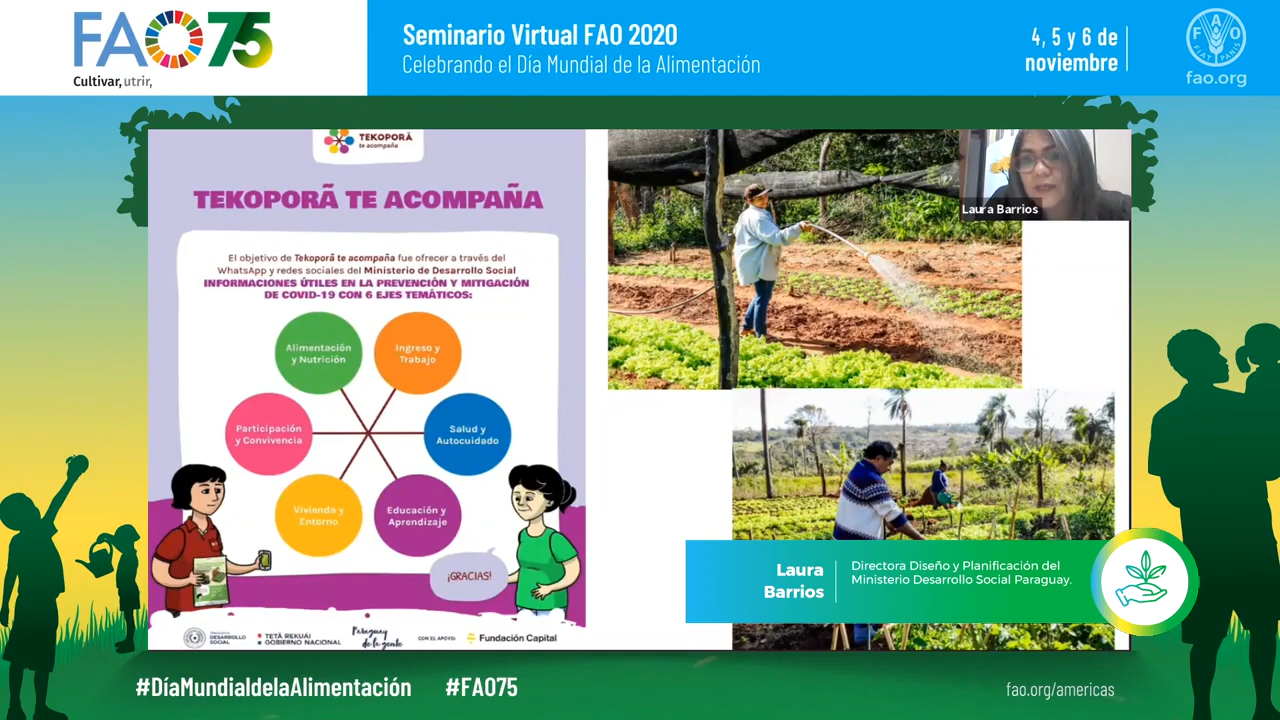 FAO75
Cultivar, utrir,
Seminario Virtual FAO 2020
Celebrando el Día Mundial de la Alimentación
4, 5 y 6 de
noviembre
FAO
FIAT PANIS
fao.org
TEKOPORÃ
te acompaña
TEKOPORÃ TE ACOMPAÑA
El objetivo de Tekoporã te acompaña fue ofrecer a través del
WhatsApp y redes sociales del Ministerio de Desarrollo Social
INFORMACIONES ÚTILES EN LA PREVENCIÓN Y MITIGACIÓN
DE COVID-19 CON 6 EJES TEMÁTICOS:
Alimentación
y Nutrición
Ingreso y
Trabajo
Participación
y Convivencia
Salud y
Autocuidado
Vivienda y
Entorno
Educación y
Aprendizaje
¡GRACIAS!
DESARROLLO
SOCIAL
TETÃ REKUÁI
GOBIERNO NACIONAL
Paraguay
de la gente
CON EL APOYO:
Fundación Capital
Laura Barrios
Laura
Barrios
Directora Diseño y Planificación del
Ministerio Desarrollo Social Paraguay.
#DíaMundialdelaAlimentación
#FAO75
fao.org/americas